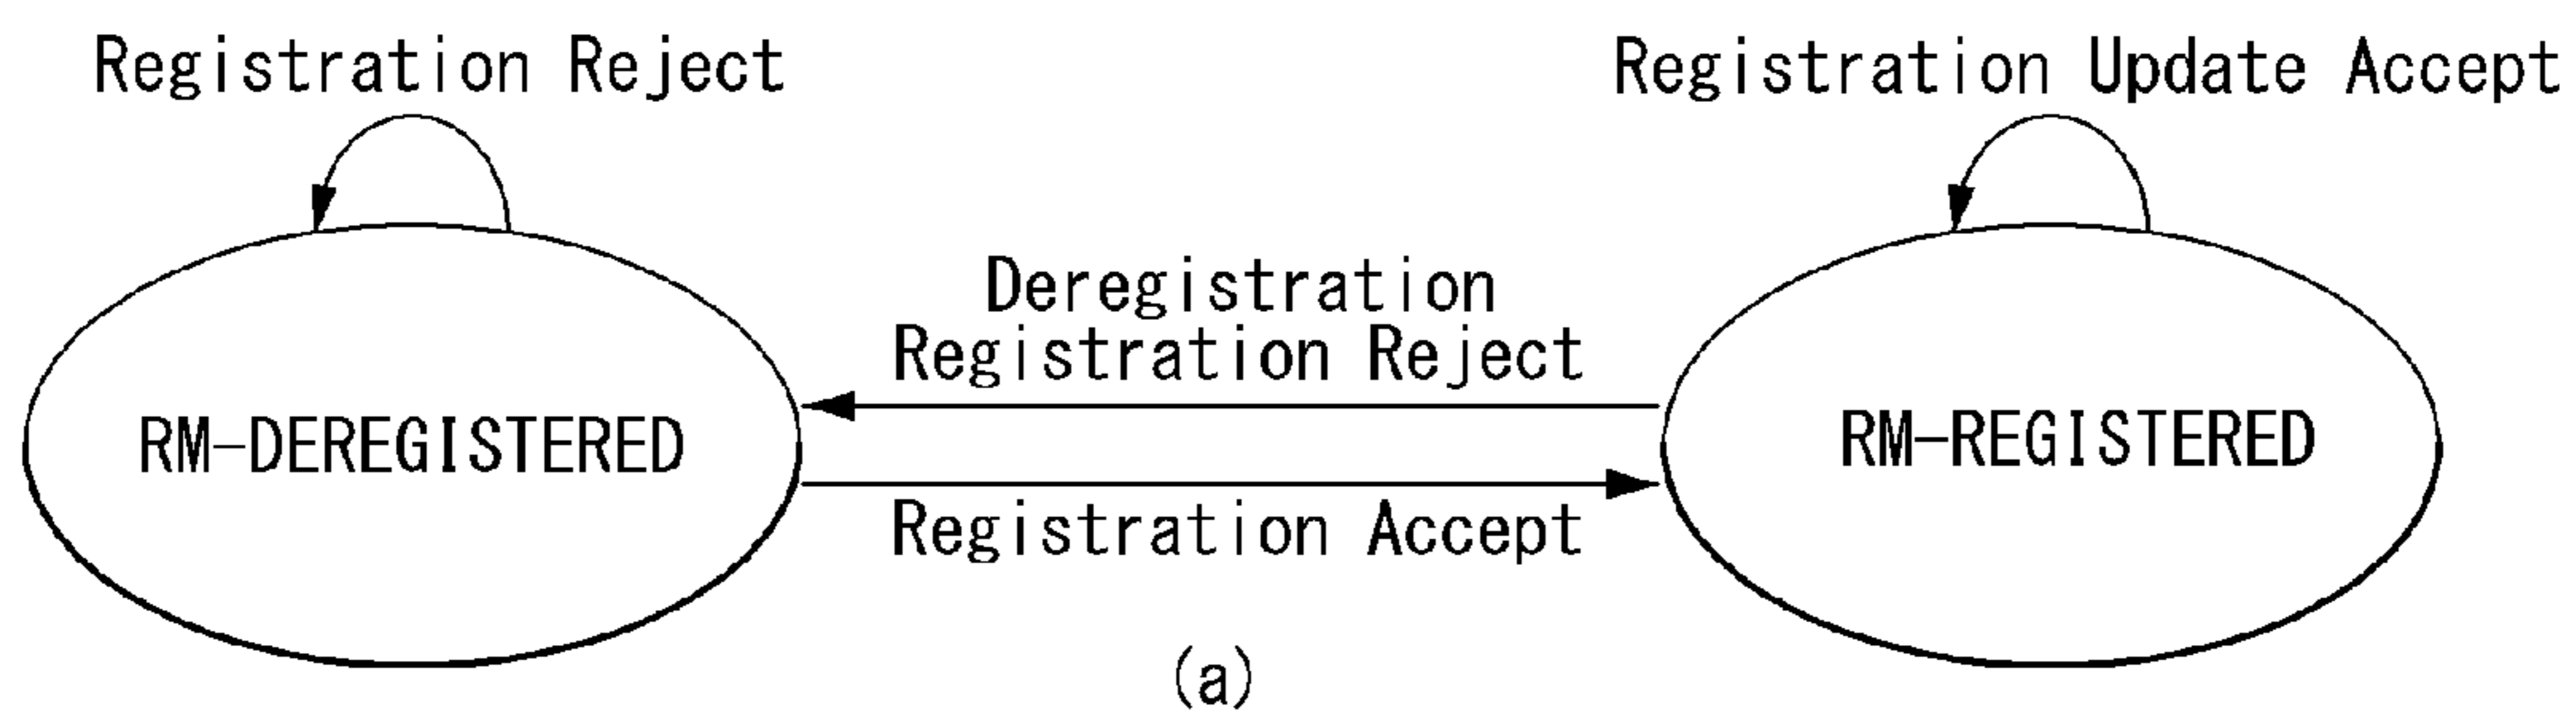 Registration Reject
Registration Update Accept
Deregistration
Registration Reject
RM-DEREGISTERED
RM-REGISTERED
Registration Accept
(a)